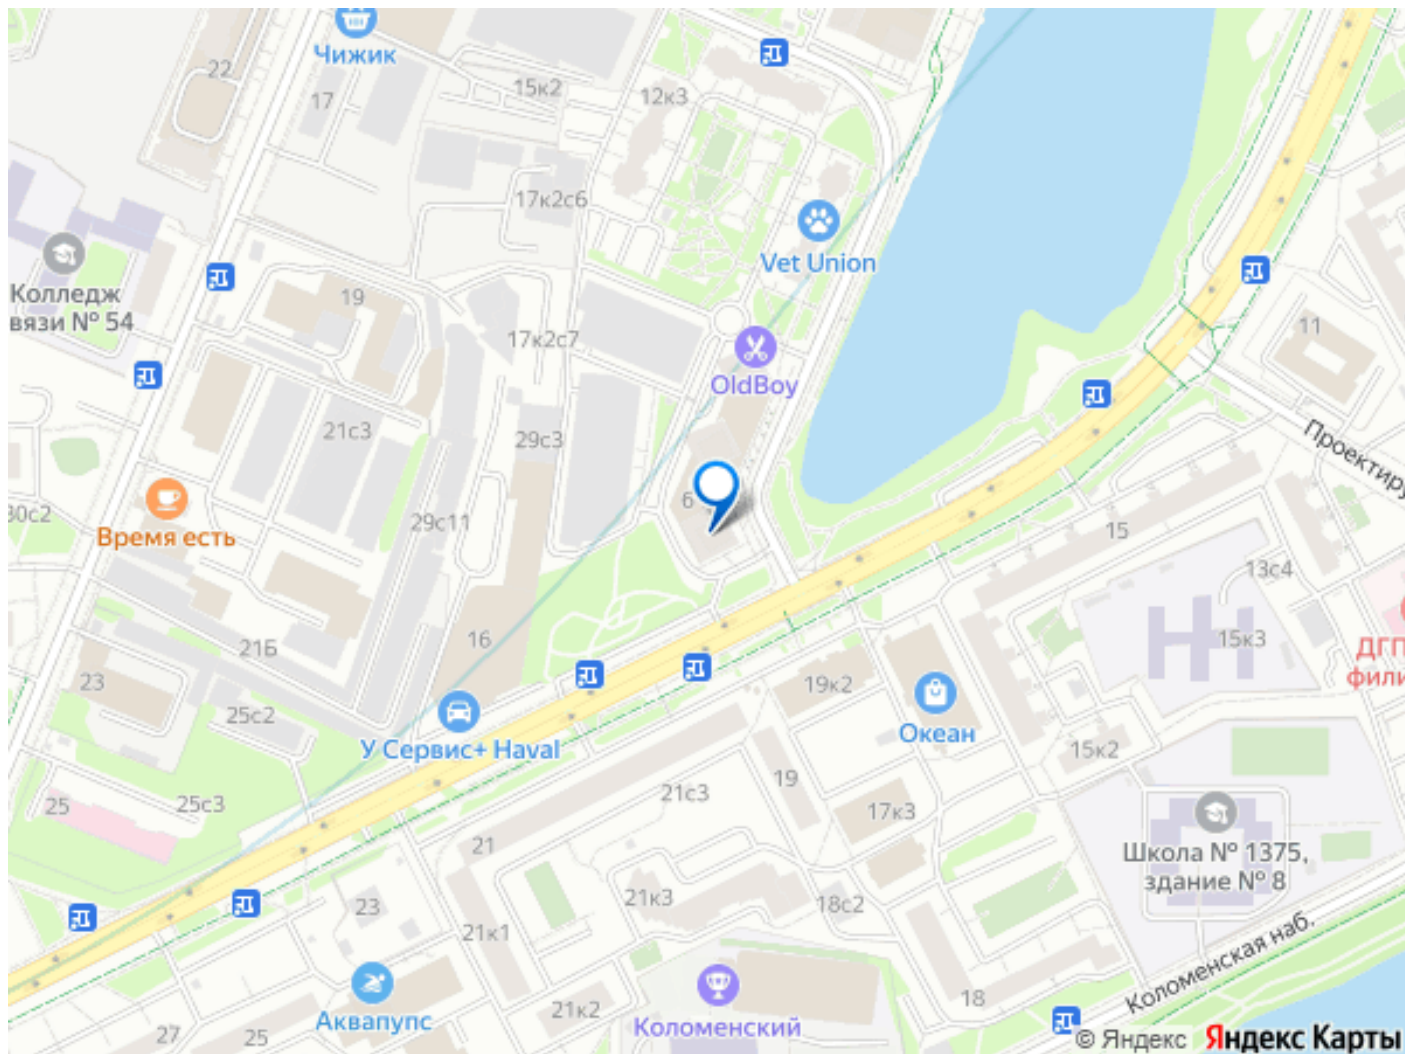 Чижик
22
17
15к2
12к3
17к2с6
Vet Union
Колледж
вязи № 54
19
17к2с7
11
OldBoy
21с3
29с3
Проектиру
30с2
Время есть
29с11
6
15
13с4
16
21Б
15к3
ДГП
фили
23
25с2
19к2
Океан
У Сервис+ Haval
15к2
25
25с3
21с3
19
17к3
21
Школа № 1375,
здание № 8
21к3
18с2
23
21к1
Коломенская наб.
18
21к2
Аквапупс
Коломенский
27
25
© Яндекс Яндекс Карты